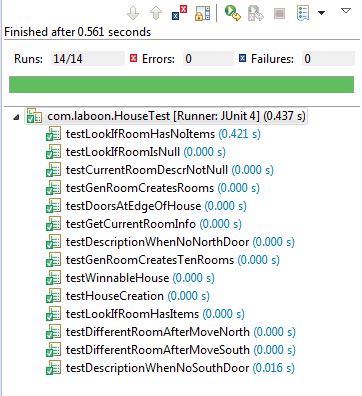 Finished after 0.561 seconds
Runs: 14/14 Errors: 0 Failures: 0
com.laboon.HouseTest [Runner: JUnit 4] (0.437 s)
testLookIfRoomHasNoItems (0.421 s)
testLookIfRoomIsNull (0.000 s)
testCurrentRoomDescrNotNull (0.000 s)
testGenRoomCreatesRooms (0.000 s)
testDoorsAtEdgeOfHouse (0.000 s)
testGetCurrentRoomInfo (0.000 s)
testDescriptionWhenNoNorthDoor (0.000 s)
testGenRoomCreatesTenRooms (0.000 s)
testWinnableHouse (0.000 s)
testHouseCreation (0.000 s)
testLookIfRoomHasItems (0.000 s)
testDifferentRoomAfterMoveNorth (0.000 s)
testDifferentRoomAfterMoveSouth (0.000 s)
testDescriptionWhenNoSouthDoor (0.016 s)